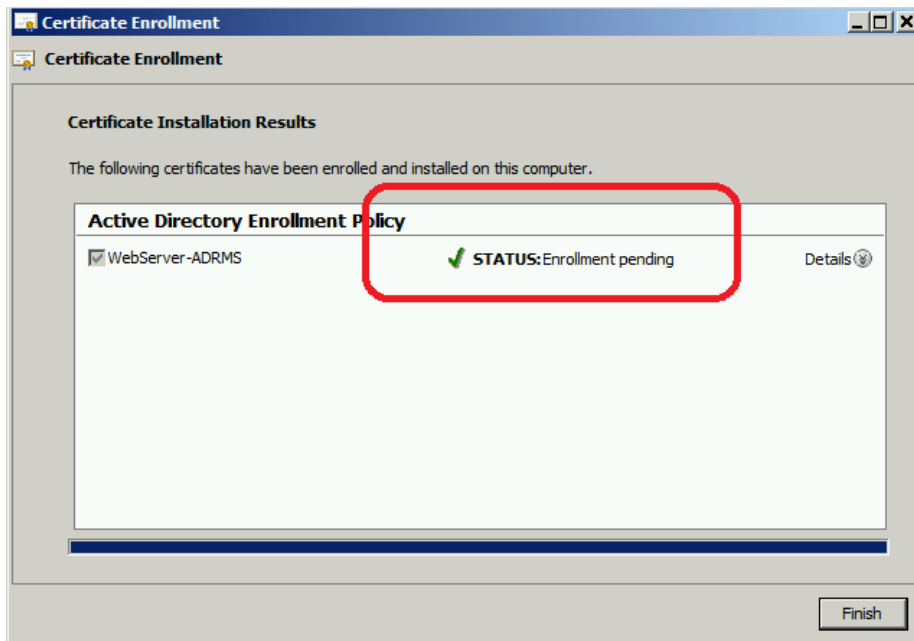 Certificate Enrollment
Certificate Enrollment
Certificate Installation Results
The following certificates have been enrolled and installed on this computer.
Active Directory Enrollment Policy
WebServer-ADRMS STATUS: Enrollment pending Details
Finish